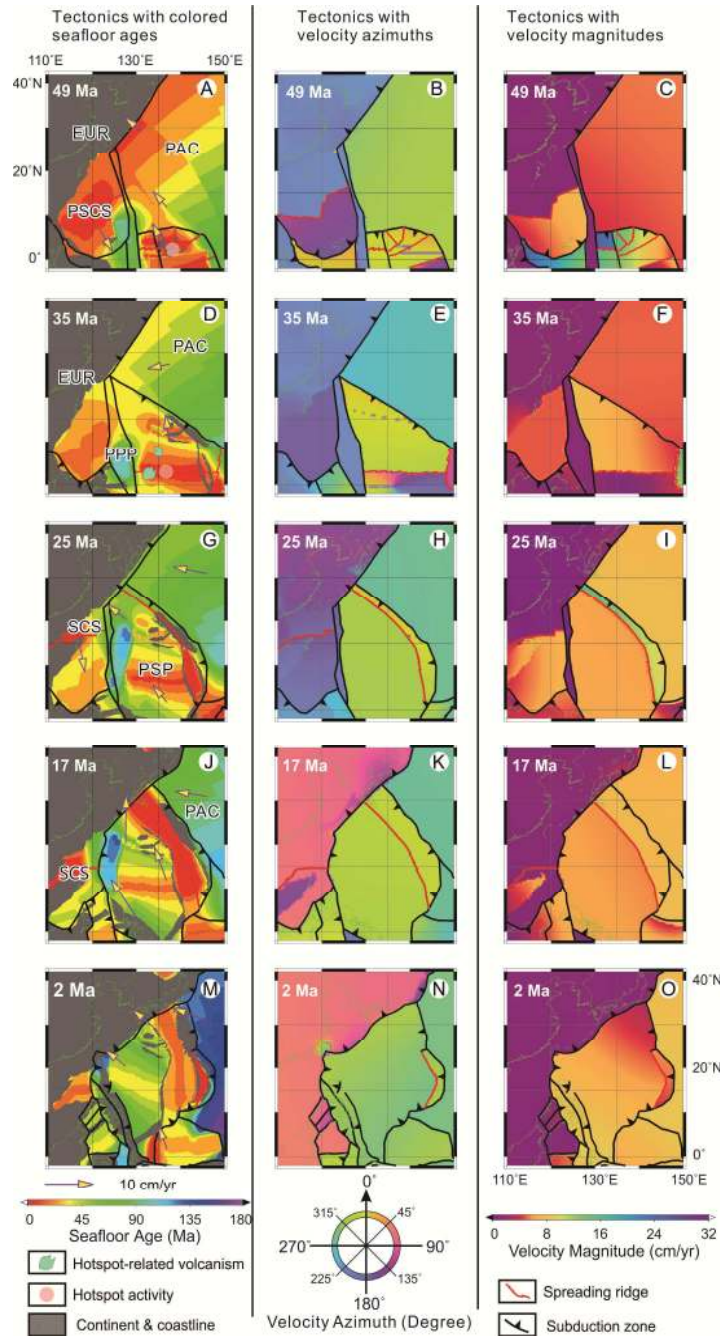 Tectonics with colored
seafloor ages
Tectonics with
velocity azimuths
Tectonics with
velocity magnitudes
110˚E 130˚E 150˚E
40˚N
20˚N
0˚
49 Ma A
EUR
PAC
PSCS
49 Ma B
49 Ma C
35 Ma D
PAC
EUR
PPP
35 Ma E
35 Ma F
25 Ma G
SCS
PSP
25 Ma H
25 Ma I
17 Ma J
PAC
SCS
17 Ma K
17 Ma L
2 Ma M
2 Ma N
2 Ma O
40˚N
20˚N
0˚
110˚E 130˚E 150˚E
10 cm/yr
0 45 90 135 180
Seafloor Age (Ma)
Hotspot-related volcanism
Hotspot activity
Continent & coastline
0˚
315˚ 45˚
270˚ 90˚
225˚ 135˚
180˚
Velocity Azimuth (Degree)
0 8 16 24 32
Velocity Magnitude (cm/yr)
Spreading ridge
Subduction zone